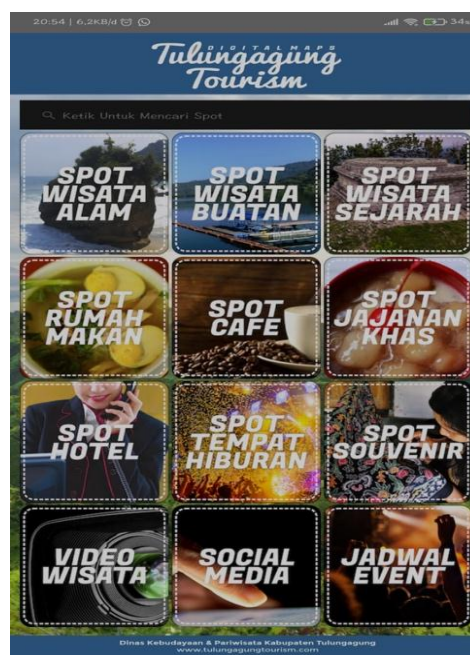 20:54 | 6,2KB/d
34%
DIGITAL MAPS
Tulungagung
Tourism
Ketik Untuk Mencari Spot
SPOT
WISATA
ALAM
SPOT
WISATA
BUATAN
SPOT
WISATA
SEJARAH
SPOT
RUMAH
MAKAN
SPOT
CAFE
SPOT
JAJANAN
KHAS
SPOT
HOTEL
SPOT
TEMPAT
HIBURAN
SPOT
SOUVENIR
VIDEO
WISATA
SOCIAL
MEDIA
JADWAL
EVENT
Dinas Kebudayaan & Pariwisata Kabupaten Tulungagung
www.tulungagungtourism.com